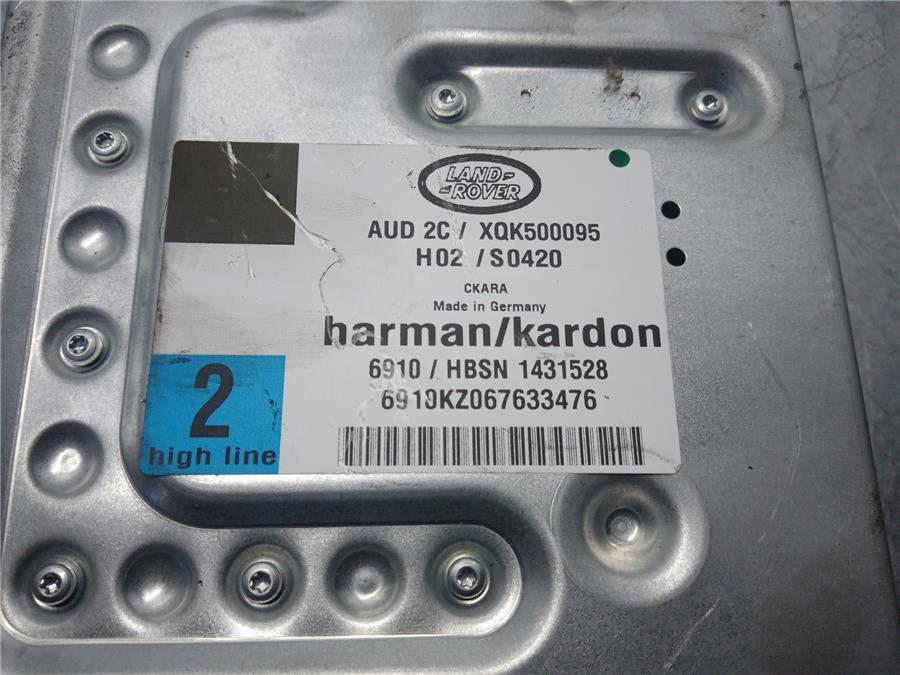 LAND-
-ROVER
AUD 2C / XQK500095
H02 / S0420
CKARA
Made in Germany
harman/kardon
6910 / HBSN 1431528
6910KZ067633476
2
high line